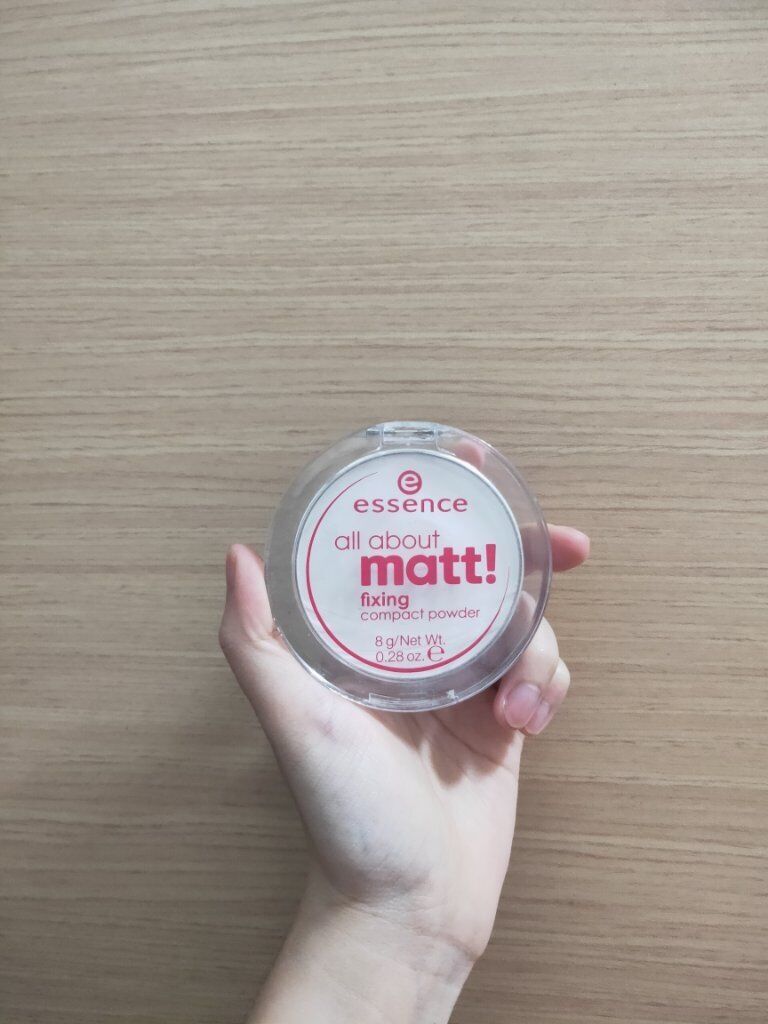 e
essence
all about
matt!
fixing
compact powder
8 g/Net Wt.
0.28 oz. ℮